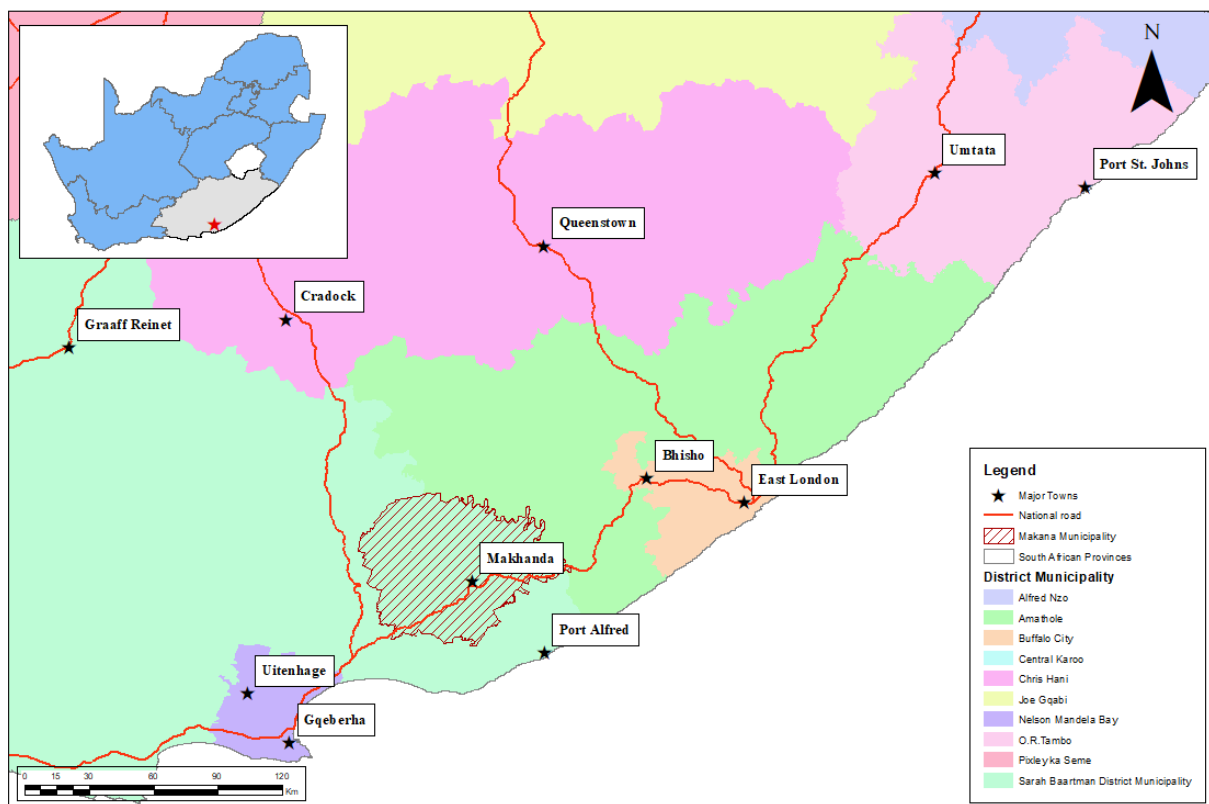 N
Umtata
Port St. Johns
Queenstown
Cradock
Graaff Reinet
Bhisho
East London
Makhanda
Port Alfred
Uitenhage
Gqeberha
0 15 30 60 90 120
Km
Legend
Major Towns
National road
Makana Municipality
South African Provinces
District Municipality
Alfred Nzo
Amathole
Buffalo City
Central Karoo
Chris Hani
Joe Gqabi
Nelson Mandela Bay
O.R.Tambo
Pixley ka Seme
Sarah Baartman District Municipality